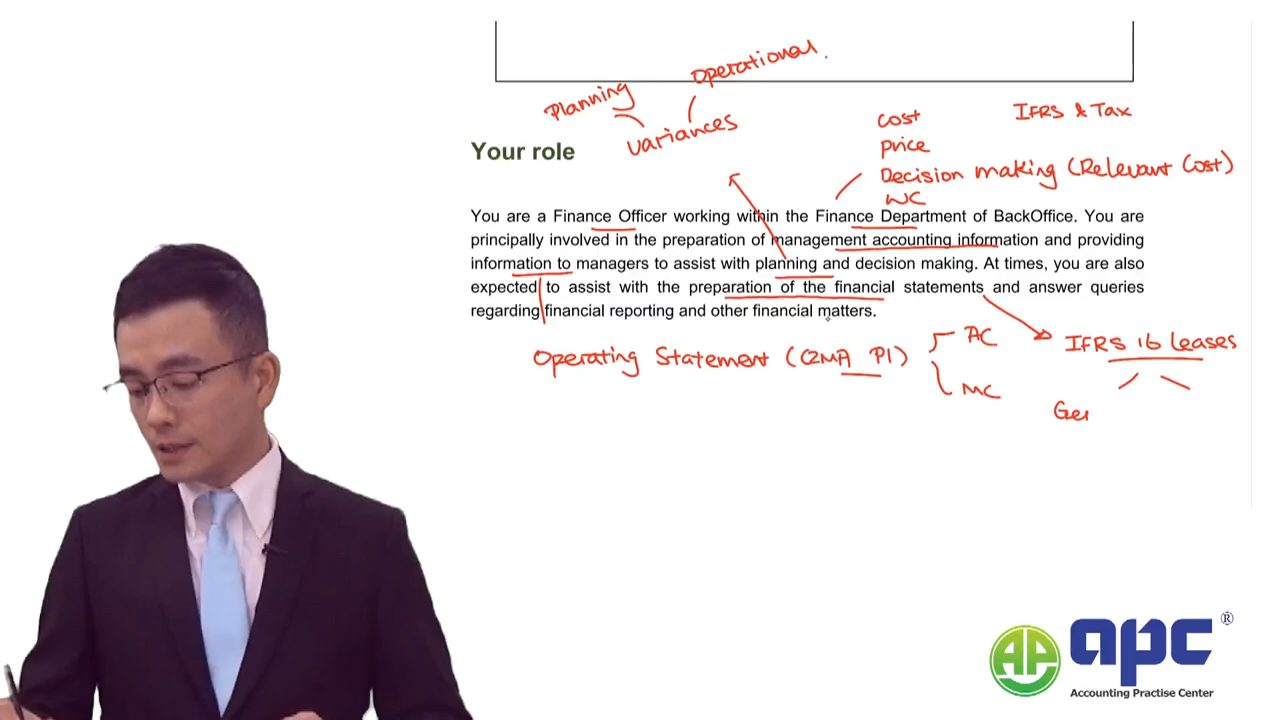 Operational.
Planning
Variances
Cost
IFRS & Tax
Price
Your role
Decision making (Relevant Cost)
WC
You are a Finance Officer working within the Finance Department of BackOffice. You are
principally involved in the preparation of management accounting information and providing
information to managers to assist with planning and decision making. At times, you are also
expected to assist with the preparation of the financial statements and answer queries
regarding financial reporting and other financial matters.
Operating Statement (P1)
AC
MC
IFRS 16 leases
Ger
apc®
AP
Accounting Practise Center